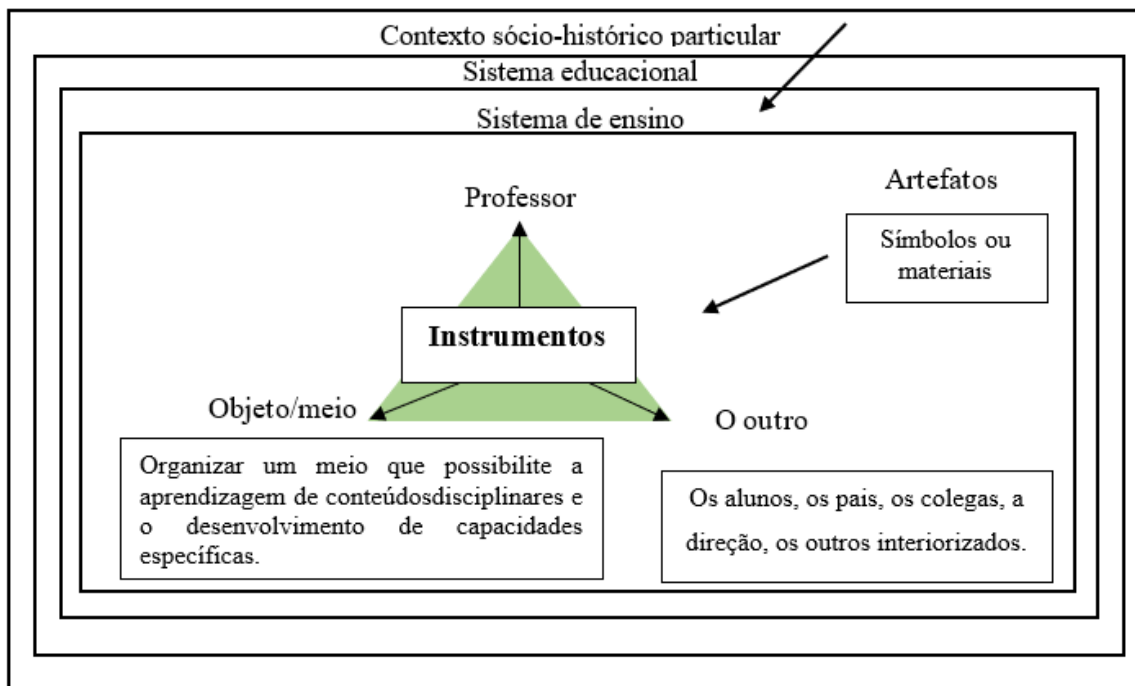 Contexto sócio-histórico particular
Sistema educacional
Sistema de ensino
Professor
Artefatos
Símbolos ou
materiais
Instrumentos
Objeto/meio
O outro
Organizar um meio que possibilite a
aprendizagem de conteúdosdisciplinares e
o desenvolvimento de capacidades
específicas.
Os alunos, os pais, os colegas, a
direção, os outros interiorizados.